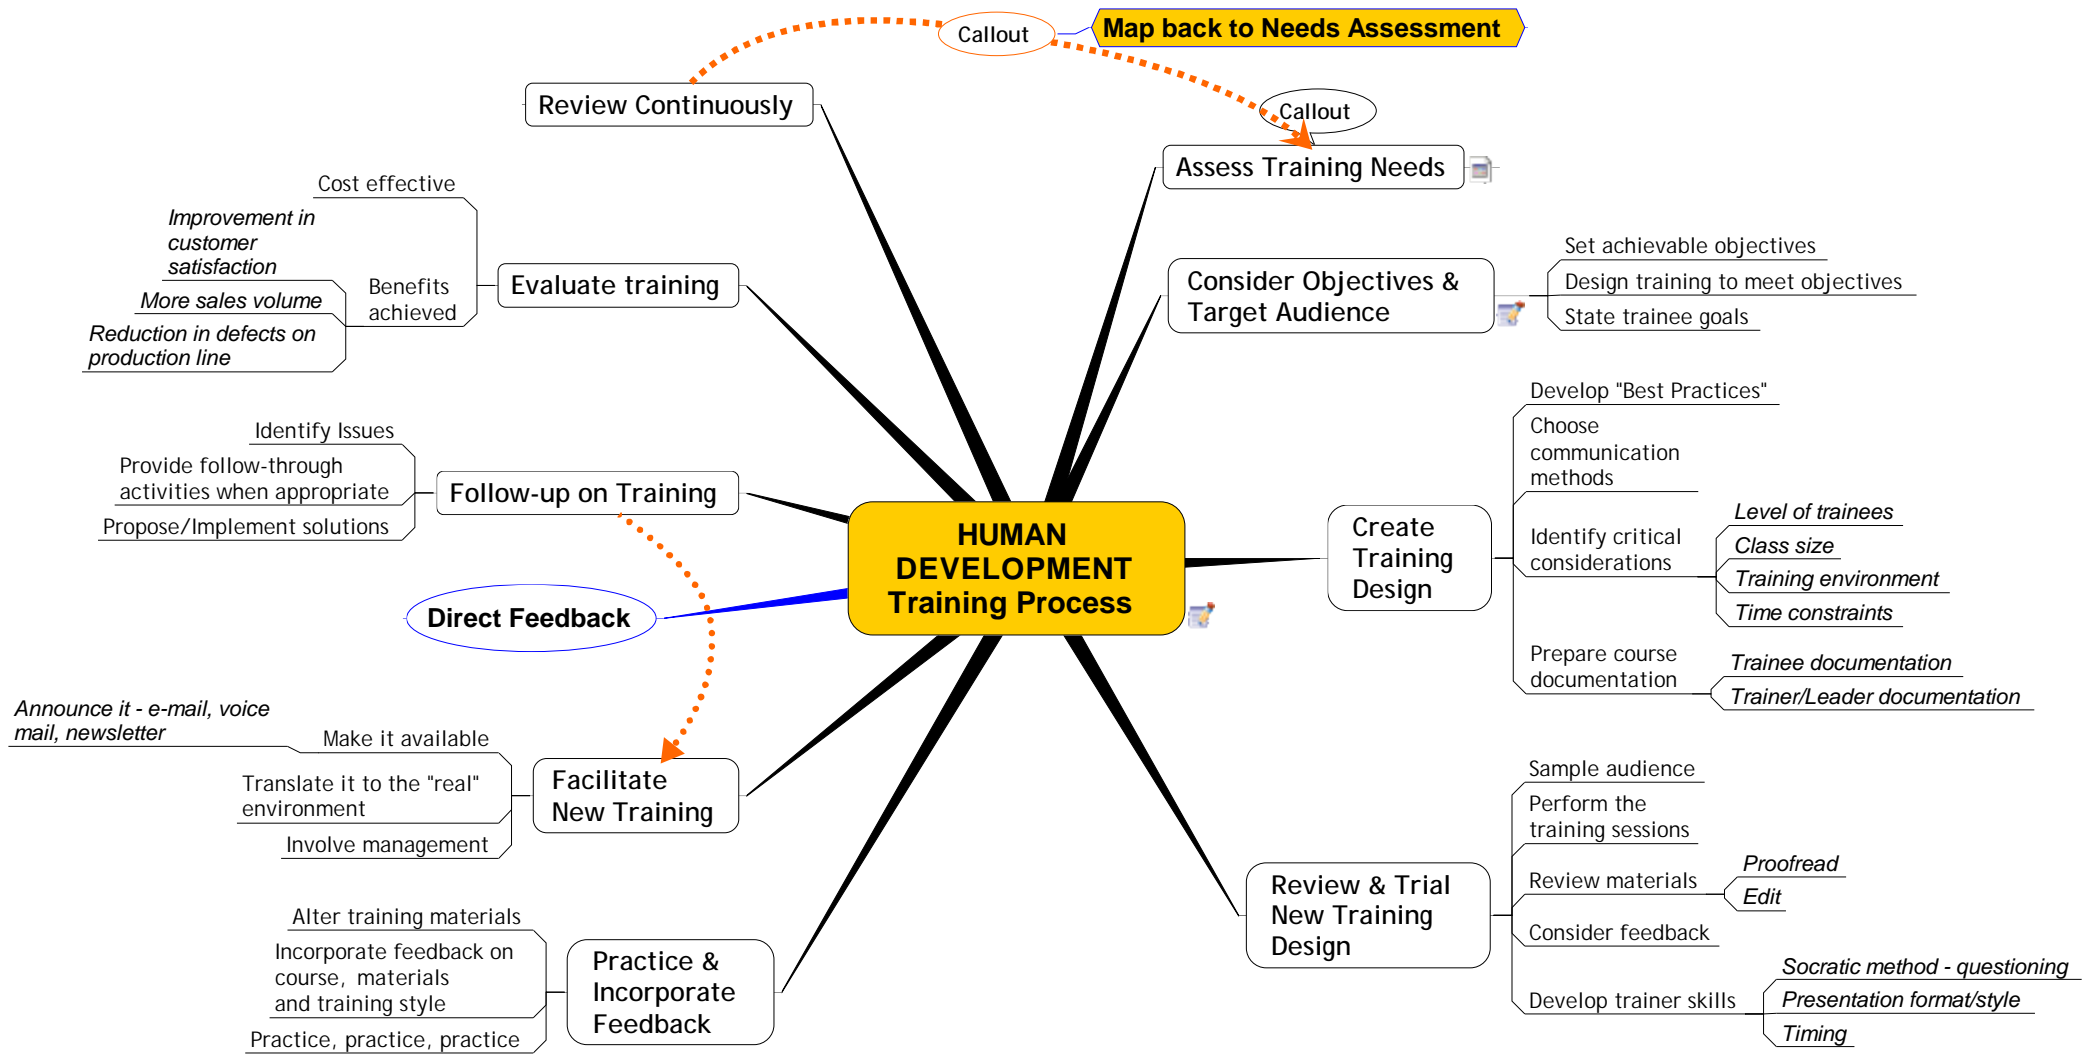 Callout
Map back to Needs Assessment
Review Continuously
Callout
Assess Training Needs
Cost effective
Improvement in
customer
satisfaction
More sales volume
Reduction in defects on
production line
Benefits
achieved
Evaluate training
Consider Objectives &
Target Audience
Set achievable objectives
Design training to meet objectives
State trainee goals
Identify Issues
Provide follow-through
activities when appropriate
Propose/Implement solutions
Follow-up on Training
HUMAN
DEVELOPMENT
Training Process
Direct Feedback
Create
Training
Design
Develop "Best Practices"
Choose
communication
methods
Identify critical
considerations
Level of trainees
Class size
Training environment
Time constraints
Prepare course
documentation
Trainee documentation
Trainer/Leader documentation
Announce it - e-mail, voice
mail, newsletter
Make it available
Translate it to the "real"
environment
Involve management
Facilitate
New Training
Alter training materials
Incorporate feedback on
course, materials
and training style
Practice, practice, practice
Practice &
Incorporate
Feedback
Review & Trial
New Training
Design
Sample audience
Perform the
training sessions
Review materials
Proofread
Edit
Consider feedback
Develop trainer skills
Socratic method - questioning
Presentation format/style
Timing